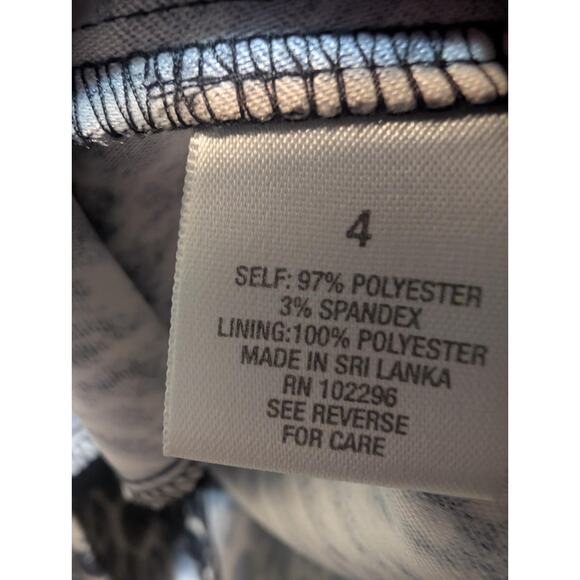 4
SELF: 97% POLYESTER
3% SPANDEX
LINING:100% POLYESTER
MADE IN SRI LANKA
RN 102296
SEE REVERSE
FOR CARE